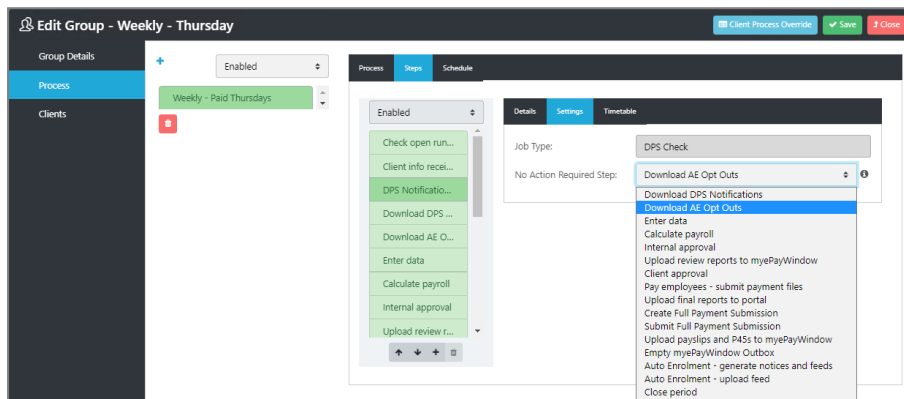 Edit Group - Weekly - Thursday
Client Process Override
Save
Close
Group Details
Process
Clients
+
Enabled
Weekly - Paid Thursdays
Process
Steps
Schedule
Enabled
Check open run...
Client info recei...
DPS Notificatio...
Download DPS ...
Download AE O...
Enter data
Calculate payroll
Internal approval
Upload review r...
Details
Settings
Timetable
Job Type:
DPS Check
No Action Required Step:
Download AE Opt Outs
Download DPS Notifications
Download AE Opt Outs
Enter data
Calculate payroll
Internal approval
Upload review reports to myePayWindow
Client approval
Pay employees - submit payment files
Upload final reports to portal
Create Full Payment Submission
Submit Full Payment Submission
Upload payslips and P45s to myePayWindow
Empty myePayWindow Outbox
Auto Enrolment - generate notices and feeds
Auto Enrolment - upload feed
Close period